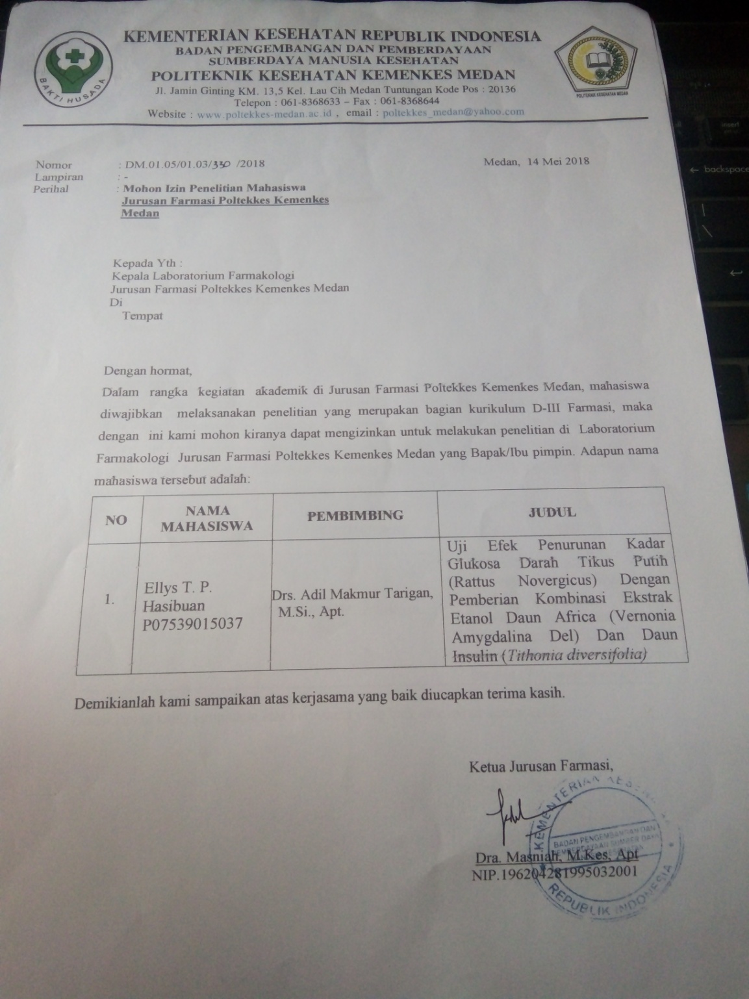 KEMENTERIAN KESEHATAN REPUBLIK INDONESIA
BADAN PENGEMBANGAN DAN PEMBERDAYAAN
SUMBERDAYA MANUSIA KESEHATAN
POLITEKNIK KESEHATAN KEMENKES MEDAN
Jl. Jamin Ginting KM. 13,5 Kel. Lau Cih Medan Tuntungan Kode Pos : 20136
Telepon : 061-8368633 – Fax : 061-8368644
Website : www.poltekkes-medan.ac.id , email : poltekkes_medan@yahoo.com
BAKTI HUSADA
POLITEKNIK KESEHATAN MEDAN
Nomor : DM.01.05/01.03/330 /2018 Medan, 14 Mei 2018
Lampiran : -
Perihal : Mohon Izin Penelitian Mahasiswa
Jurusan Farmasi Poltekkes Kemenkes
Medan
Kepada Yth :
Kepala Laboratorium Farmakologi
Jurusan Farmasi Poltekkes Kemenkes Medan
Di
Tempat
Dengan hormat,
Dalam rangka kegiatan akademik di Jurusan Farmasi Poltekkes Kemenkes Medan, mahasiswa
diwajibkan melaksanakan penelitian yang merupakan bagian kurikulum D-III Farmasi, maka
dengan ini kami mohon kiranya dapat mengizinkan untuk melakukan penelitian di Laboratorium
Farmakologi Jurusan Farmasi Poltekkes Kemenkes Medan yang Bapak/Ibu pimpin. Adapun nama
mahasiswa tersebut adalah:
NO
NAMA
MAHASISWA
PEMBIMBING
JUDUL
1.
Ellys T. P.
Hasibuan
P07539015037
Drs. Adil Makmur Tarigan,
M.Si., Apt.
Uji Efek Penurunan Kadar
Glukosa Darah Tikus Putih
(Rattus Novergicus) Dengan
Pemberian Kombinasi Ekstrak
Etanol Daun Africa (Vernonia
Amygdalina Del) Dan Daun
Insulin (Tithonia diversifolia)
Demikianlah kami sampaikan atas kerjasama yang baik diucapkan terima kasih.
Ketua Jurusan Farmasi,
KEMENTERIAN
BADAN PENGEMBANGAN DAN
PEMBERDAYAAN SUMBER DAYA
REPUBLIK INDONESIA
Dra. Masniah, M.Kes, Apt
NIP.196204281995032001
← backspace